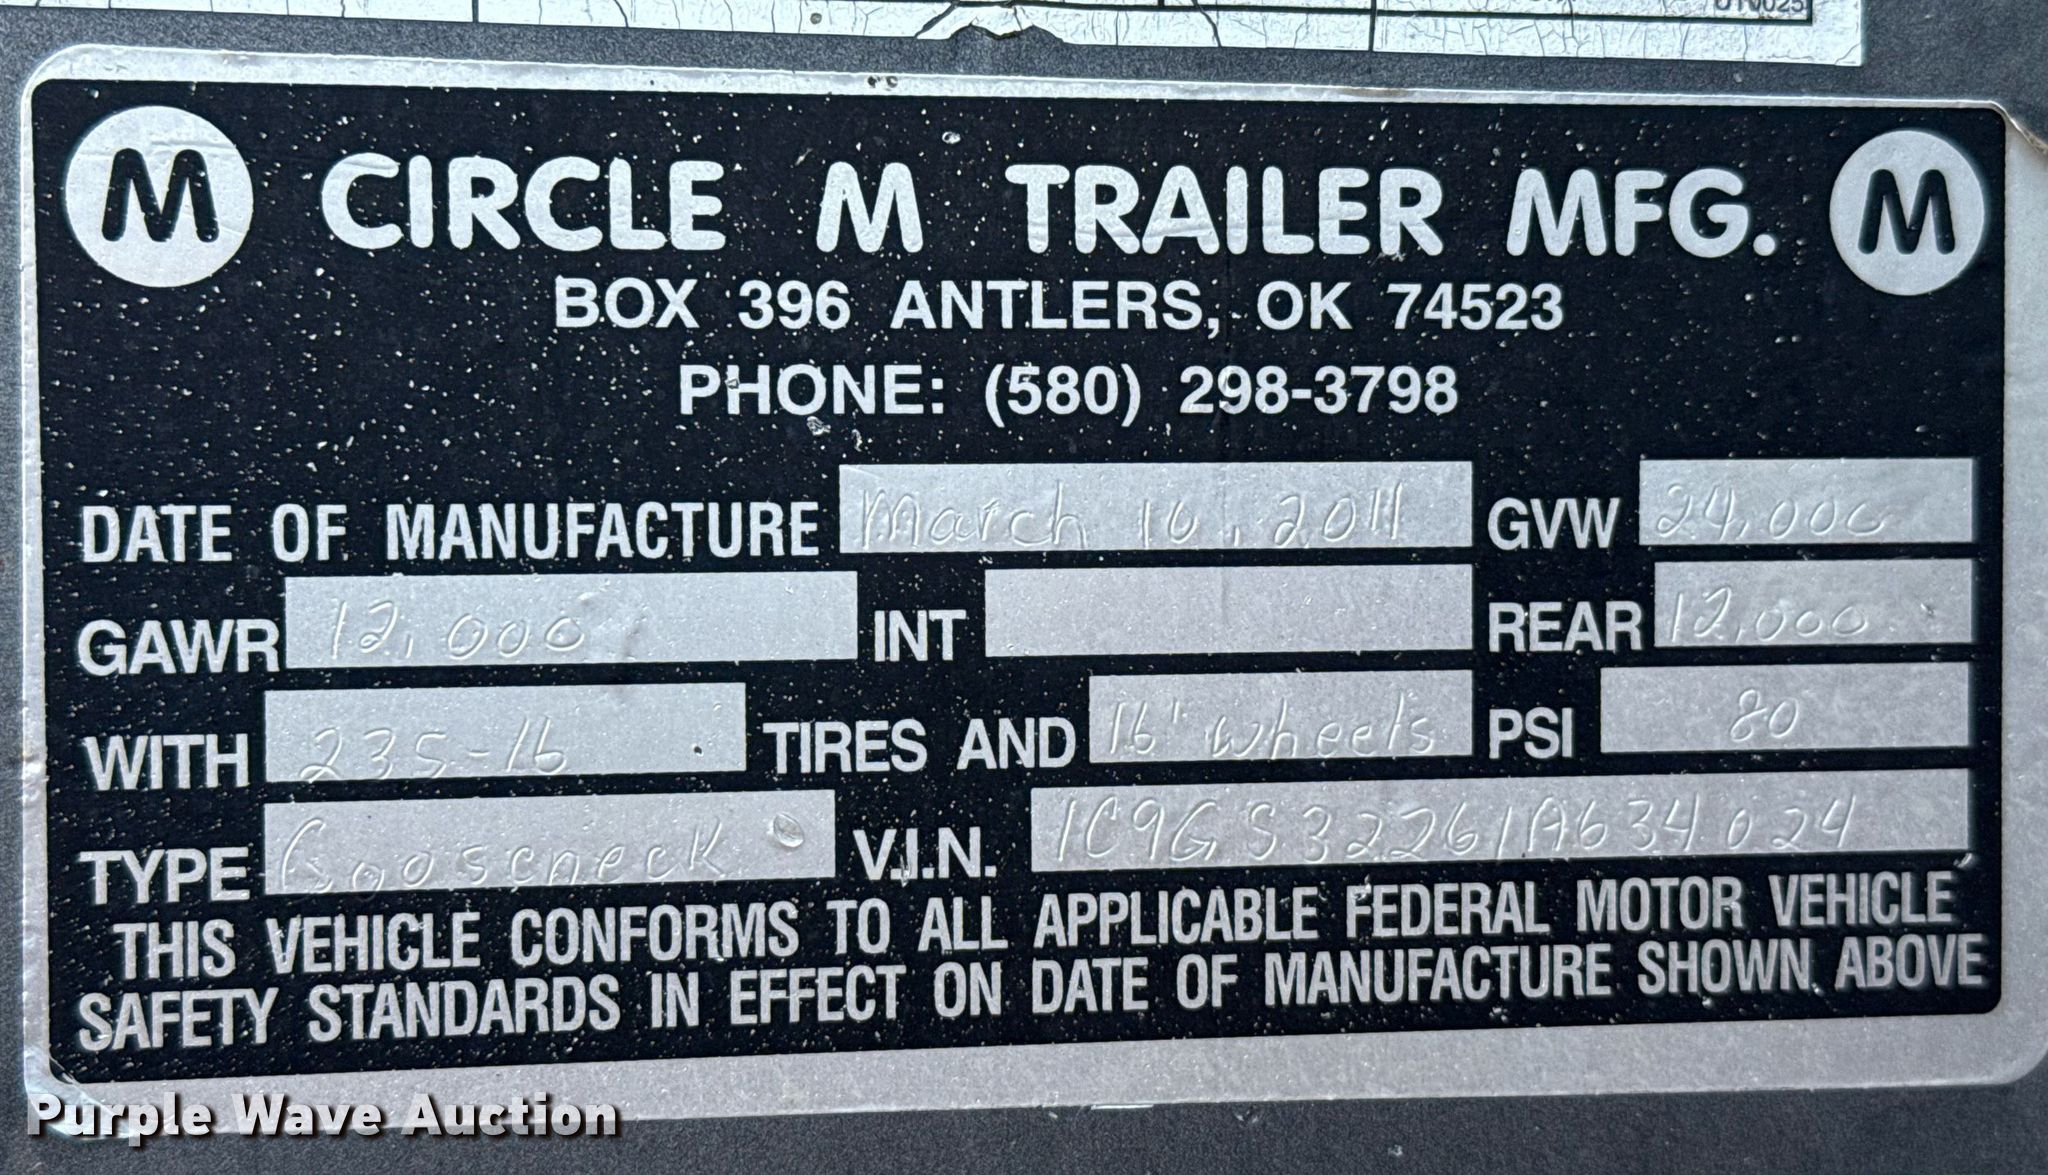 UTV025
M CIRCLE M TRAILER MFG. M
BOX 396 ANTLERS, OK 74523
PHONE: (580) 298-3798
DATE OF MANUFACTURE March 10, 2011 GVW 24,000
GAWR 12,000 INT REAR 12,000
WITH 235-16 TIRES AND 16" wheels PSI 80
TYPE Gooseneck V.I.N. 1C9GS32261A634024
THIS VEHICLE CONFORMS TO ALL APPLICABLE FEDERAL MOTOR VEHICLE
SAFETY STANDARDS IN EFFECT ON DATE OF MANUFACTURE SHOWN ABOVE
Purple Wave Auction